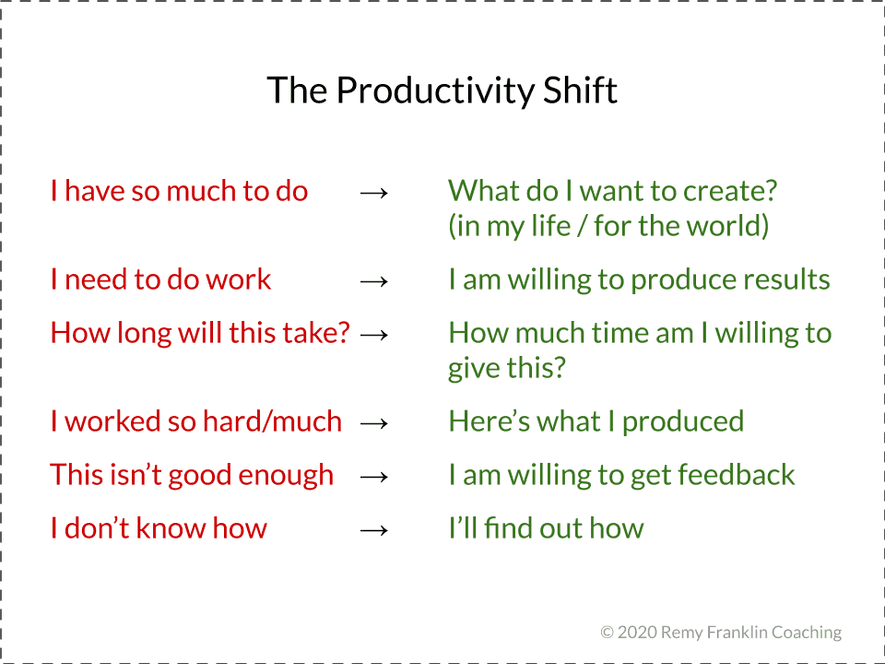 The Productivity Shift
I have so much to do → What do I want to create?
(in my life / for the world)
I need to do work → I am willing to produce results
How long will this take? → How much time am I willing to
give this?
I worked so hard/much → Here’s what I produced
This isn’t good enough → I am willing to get feedback
I don’t know how → I’ll find out how
© 2020 Remy Franklin Coaching